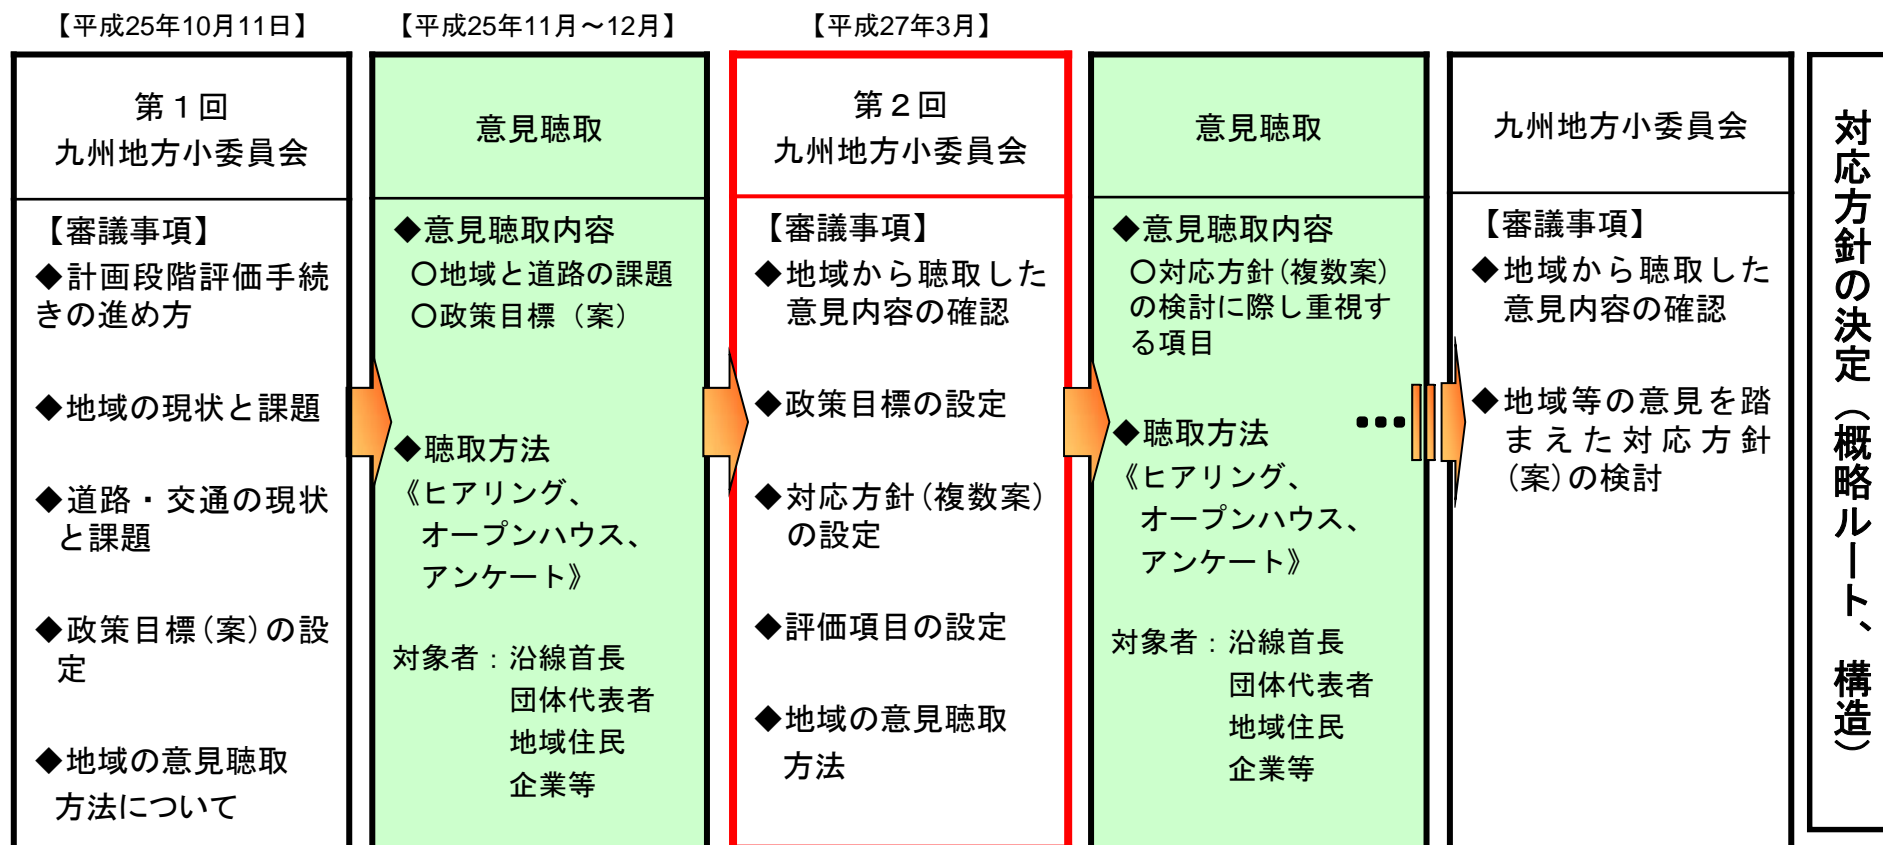 【平成25年10月11日】
第１回
九州地方小委員会
【審議事項】
◆計画段階評価手続
きの進め方
◆地域の現状と課題
◆道路・交通の現状
と課題
◆政策目標(案)の設
定
◆地域の意見聴取
方法について
【平成25年11月～12月】
意見聴取
◆意見聴取内容
〇地域と道路の課題
〇政策目標（案）
◆聴取方法
《ヒアリング、
オープンハウス、
アンケート》
対象者：沿線首長
団体代表者
地域住民
企業等
【平成27年3月】
第２回
九州地方小委員会
【審議事項】
◆地域から聴取した
意見内容の確認
◆政策目標の設定
◆対応方針(複数案)
の設定
◆評価項目の設定
◆地域の意見聴取
方法
意見聴取
◆意見聴取内容
〇対応方針(複数案)
の検討に際し重視す
る項目
◆聴取方法
《ヒアリング、
オープンハウス、
アンケート》
対象者：沿線首長
団体代表者
地域住民
企業等
…
九州地方小委員会
【審議事項】
◆地域から聴取した
意見内容の確認
◆地域等の意見を踏
まえた対応方針
(案)の検討
対応方針の決定（概略ルート、構造）